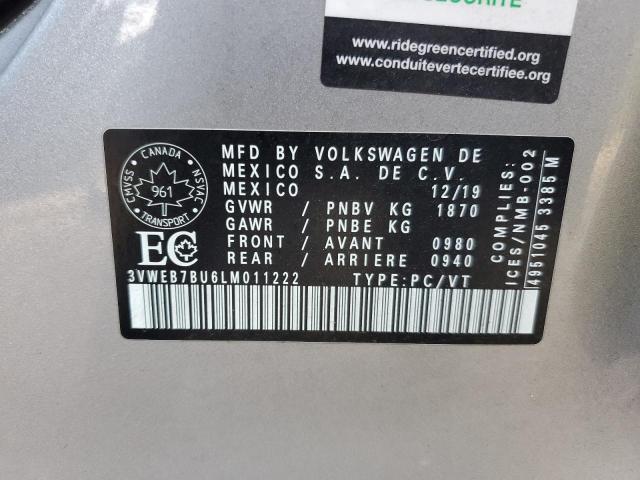 www.ridegreencertified.org
www.conduitevertecertifiee.org
CANADA
CMVSS NSVAC
961
TRANSPORT
EC
MFD BY VOLKSWAGEN DE
MEXICO S.A. DE C.V.
MEXICO 12/19
GVWR / PNBV KG 1870
GAWR / PNBE KG
FRONT / AVANT 0980
REAR / ARRIERE 0940
3VWEB7BU6LM011222 TYPE:PC/VT
COMPLIES:
ICES/NMB-002
4951045 3385M